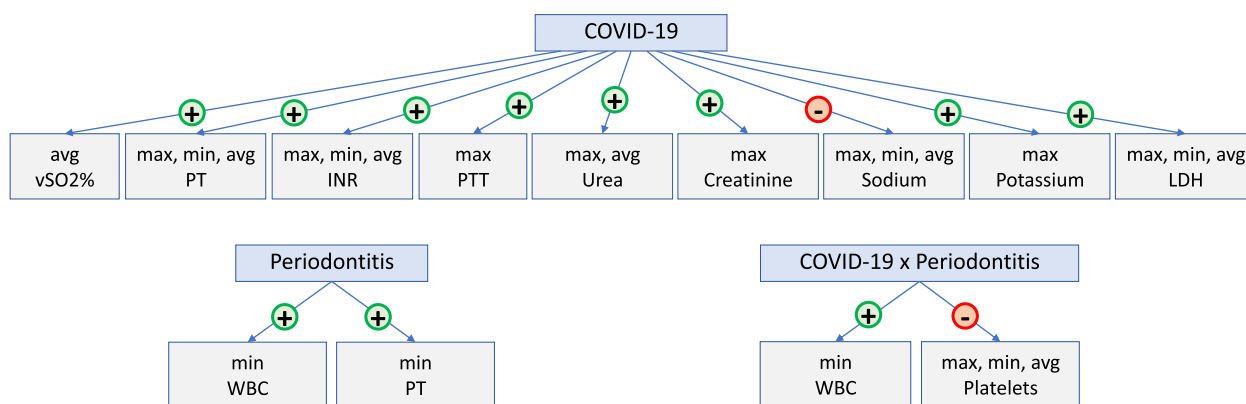 COVID-19
+ + + + + + - + +
avg
vSO2%
max, min, avg
PT
max, min, avg
INR
max
PTT
max, avg
Urea
max
Creatinine
max, min, avg
Sodium
max
Potassium
max, min, avg
LDH
Periodontitis
+ +
min
WBC
min
PT
COVID-19 x Periodontitis
+ -
min
WBC
max, min, avg
Platelets